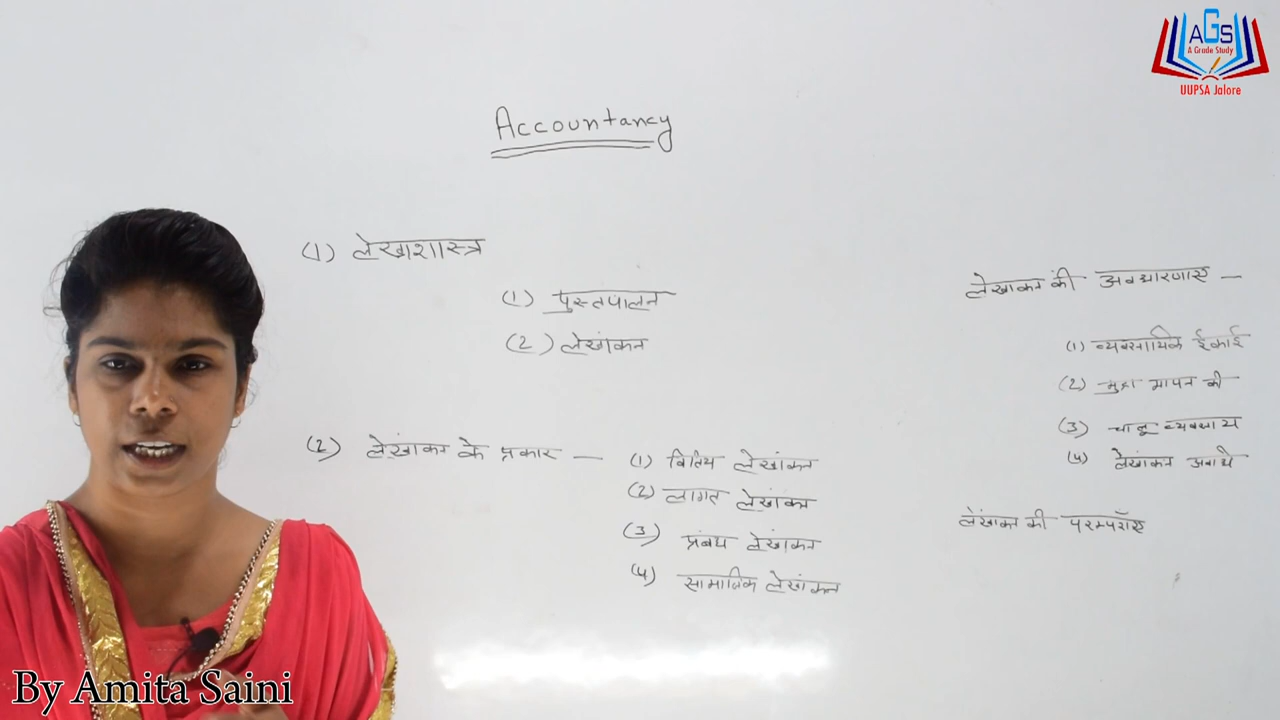 AGS
A Grade Study
UUPSA Jalore
Accountancy
(1) लेखाशास्त्र
(1) पुस्तपालन
(2) लेखांकन
(2) लेखांकन के प्रकार —
(1) वित्तिय लेखांकन
(2) लागत लेखांकन
(3) प्रंबध लेखांकन
(4) सामाजिक लेखांकन
लेखाकन की अवधारणाए —
(1) व्यवसायिक ईकाई
(2) मुद्रा मापन की
(3) चालू व्यवसाय
(4) लेखांकन अवधि
लेखांकन की परम्पराँए
By Amita Saini